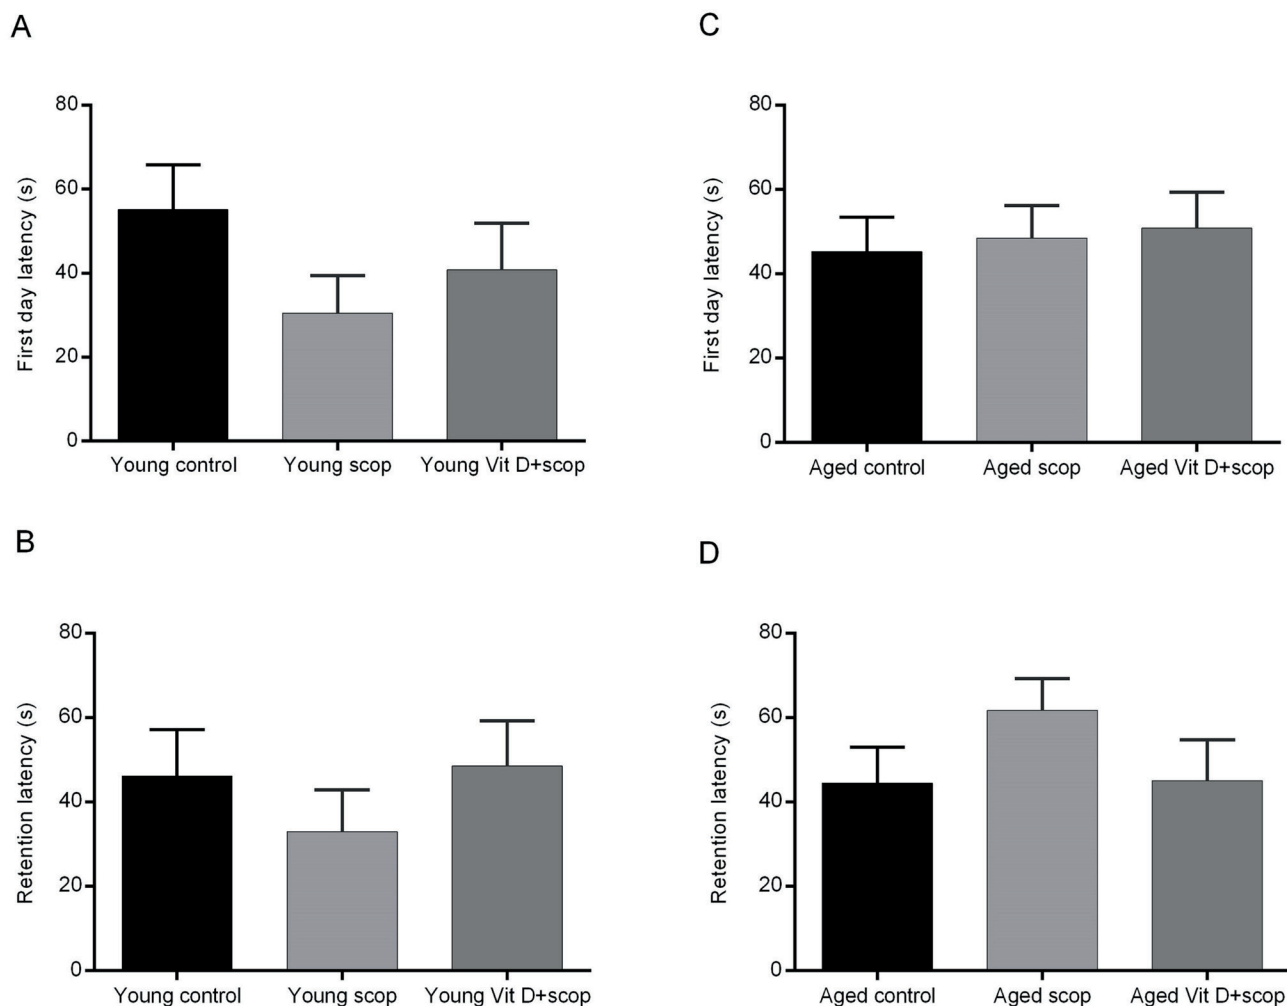 A
First day latency (s)
80
60
40
20
0
Young control Young scop Young Vit D+scop
C
First day latency (s)
80
60
40
20
0
Aged control Aged scop Aged Vit D+scop
B
Retention latency (s)
80
60
40
20
0
Young control Young scop Young Vit D+scop
D
Retention latency (s)
80
60
40
20
0
Aged control Aged scop Aged Vit D+scop